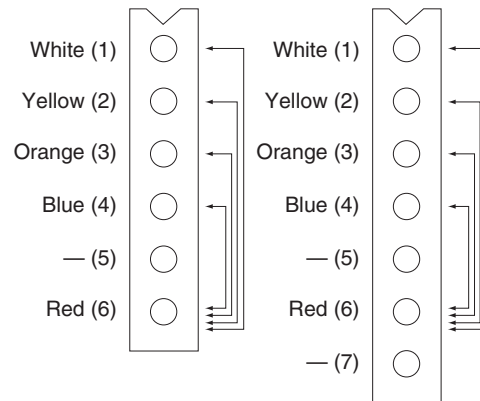 White (1)
Yellow (2)
Orange (3)
Blue (4)
— (5)
Red (6)
White (1)
Yellow (2)
Orange (3)
Blue (4)
— (5)
Red (6)
— (7)